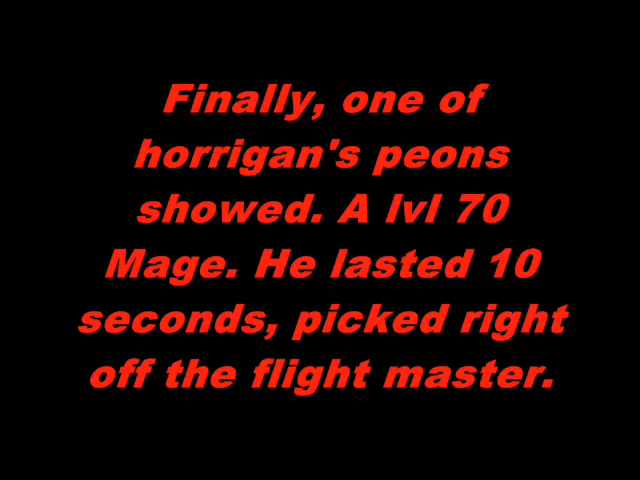 Finally, one of
horrigan's peons
showed. A lvl 70
Mage. He lasted 10
seconds, picked right
off the flight master.